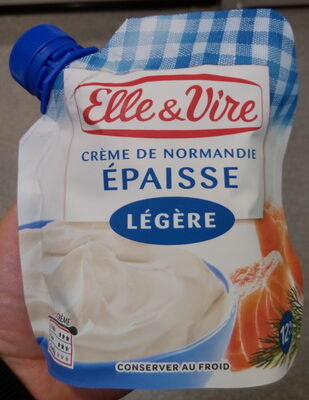 Elle & Vire
CRÈME DE NORMANDIE
ÉPAISSE
LÉGÈRE
CONSERVER AU FROID